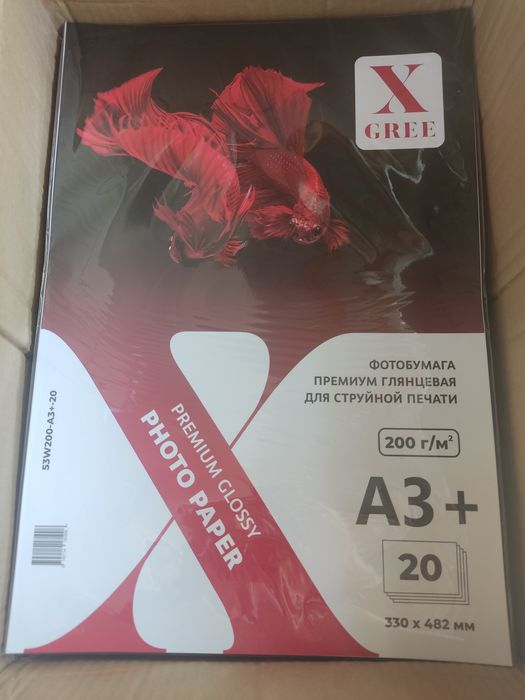 X
GREE
ФОТОБУМАГА
ПРЕМИУМ ГЛЯНЦЕВАЯ
ДЛЯ СТРУЙНОЙ ПЕЧАТИ
200 г/м²
A3+
20
330 x 482 мм
PREMIUM GLOSSY
PHOTO PAPER
53W200-A3+-20